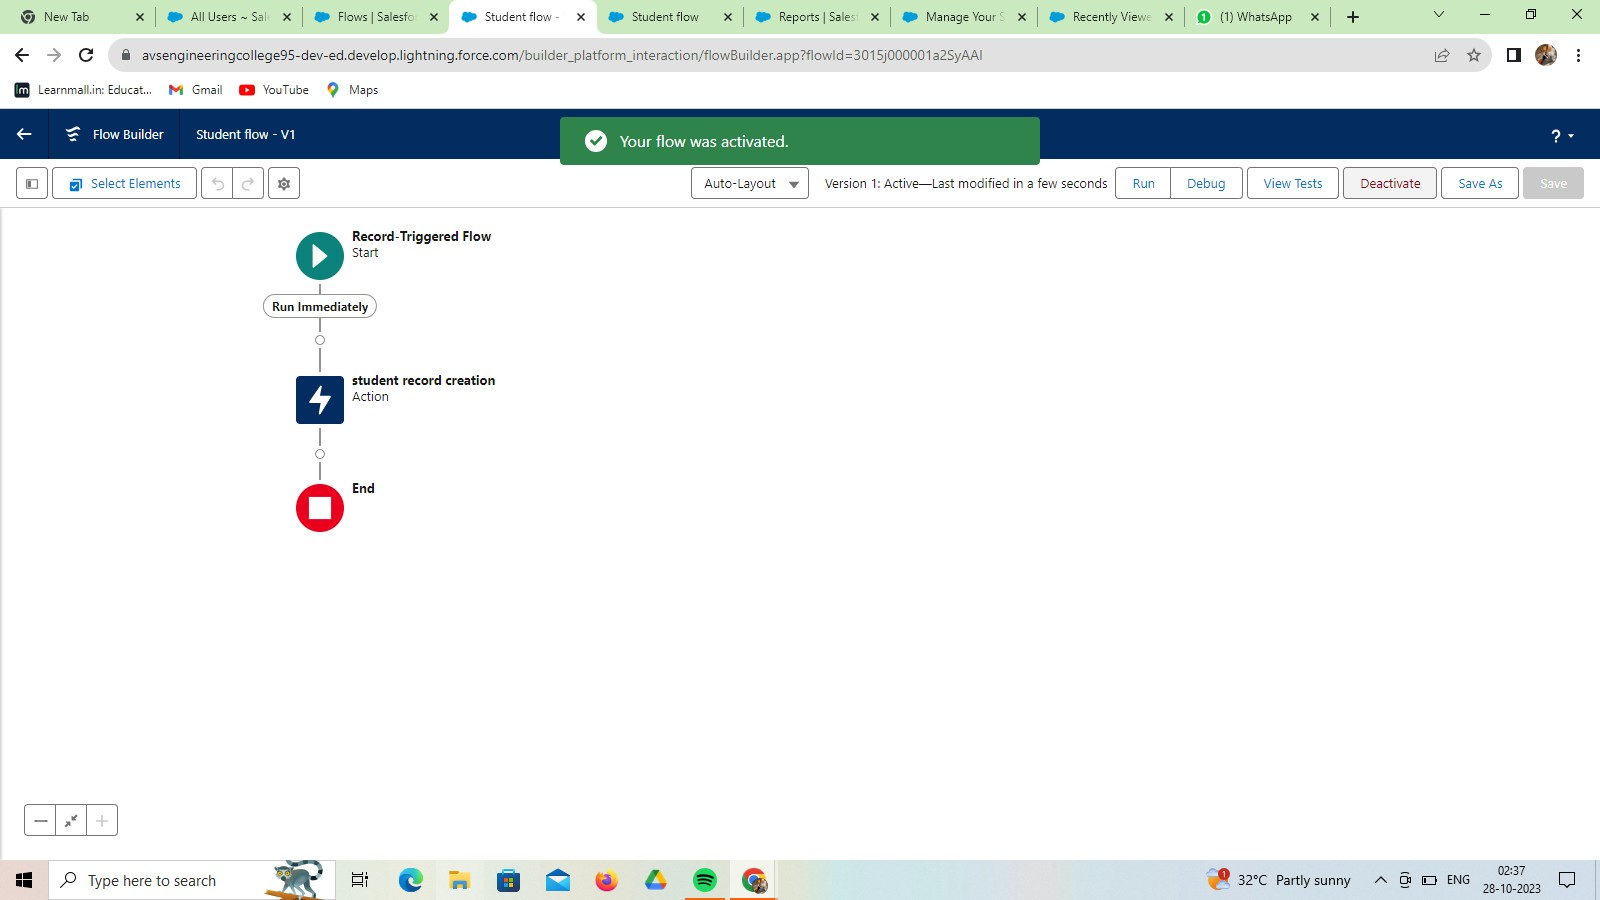 New Tab
All Users ~ Sal
Flows | Salesfo
Student flow -
Student flow
Reports | Sales
Manage Your S
Recently Viewe
(1) WhatsApp
avsengineeringcollege95-dev-ed.develop.lightning.force.com/builder_platform_interaction/flowBuilder.app?flowId=3015j000001a2SyAAI
lm Learnmall.in: Educat...
Gmail
YouTube
Maps
Flow Builder
Student flow - V1
Your flow was activated.
?
Select Elements
Auto-Layout
Version 1: Active—Last modified in a few seconds
Run
Debug
View Tests
Deactivate
Save As
Save
Record-Triggered Flow
Start
Run Immediately
student record creation
Action
End
Type here to search
1
32°C Partly sunny
ENG
02:37
28-10-2023